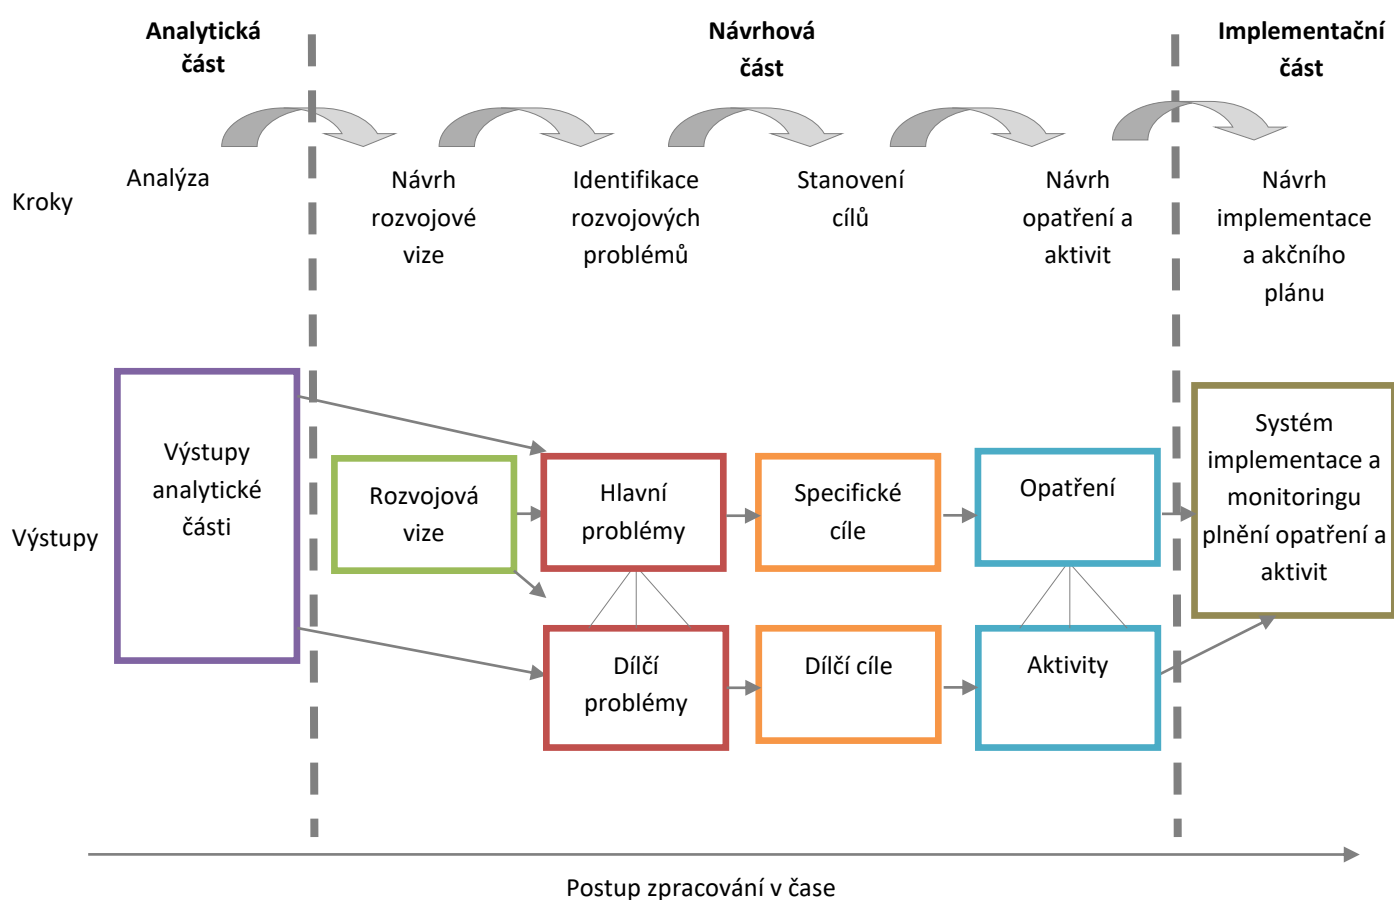 Analytická
část
Návrhová
část
Implementační
část
Kroky
Analýza
Návrh
rozvojové
vize
Identifikace
rozvojových
problémů
Stanovení
cílů
Návrh
opatření a
aktivit
Návrh
implementace
a akčního
plánu
Výstupy
Výstupy
analytické
části
Rozvojová
vize
Hlavní
problémy
Specifické
cíle
Opatření
Systém
implementace a
monitoringu
plnění opatření a
aktivit
Dílčí
problémy
Dílčí cíle
Aktivity
Postup zpracování v čase